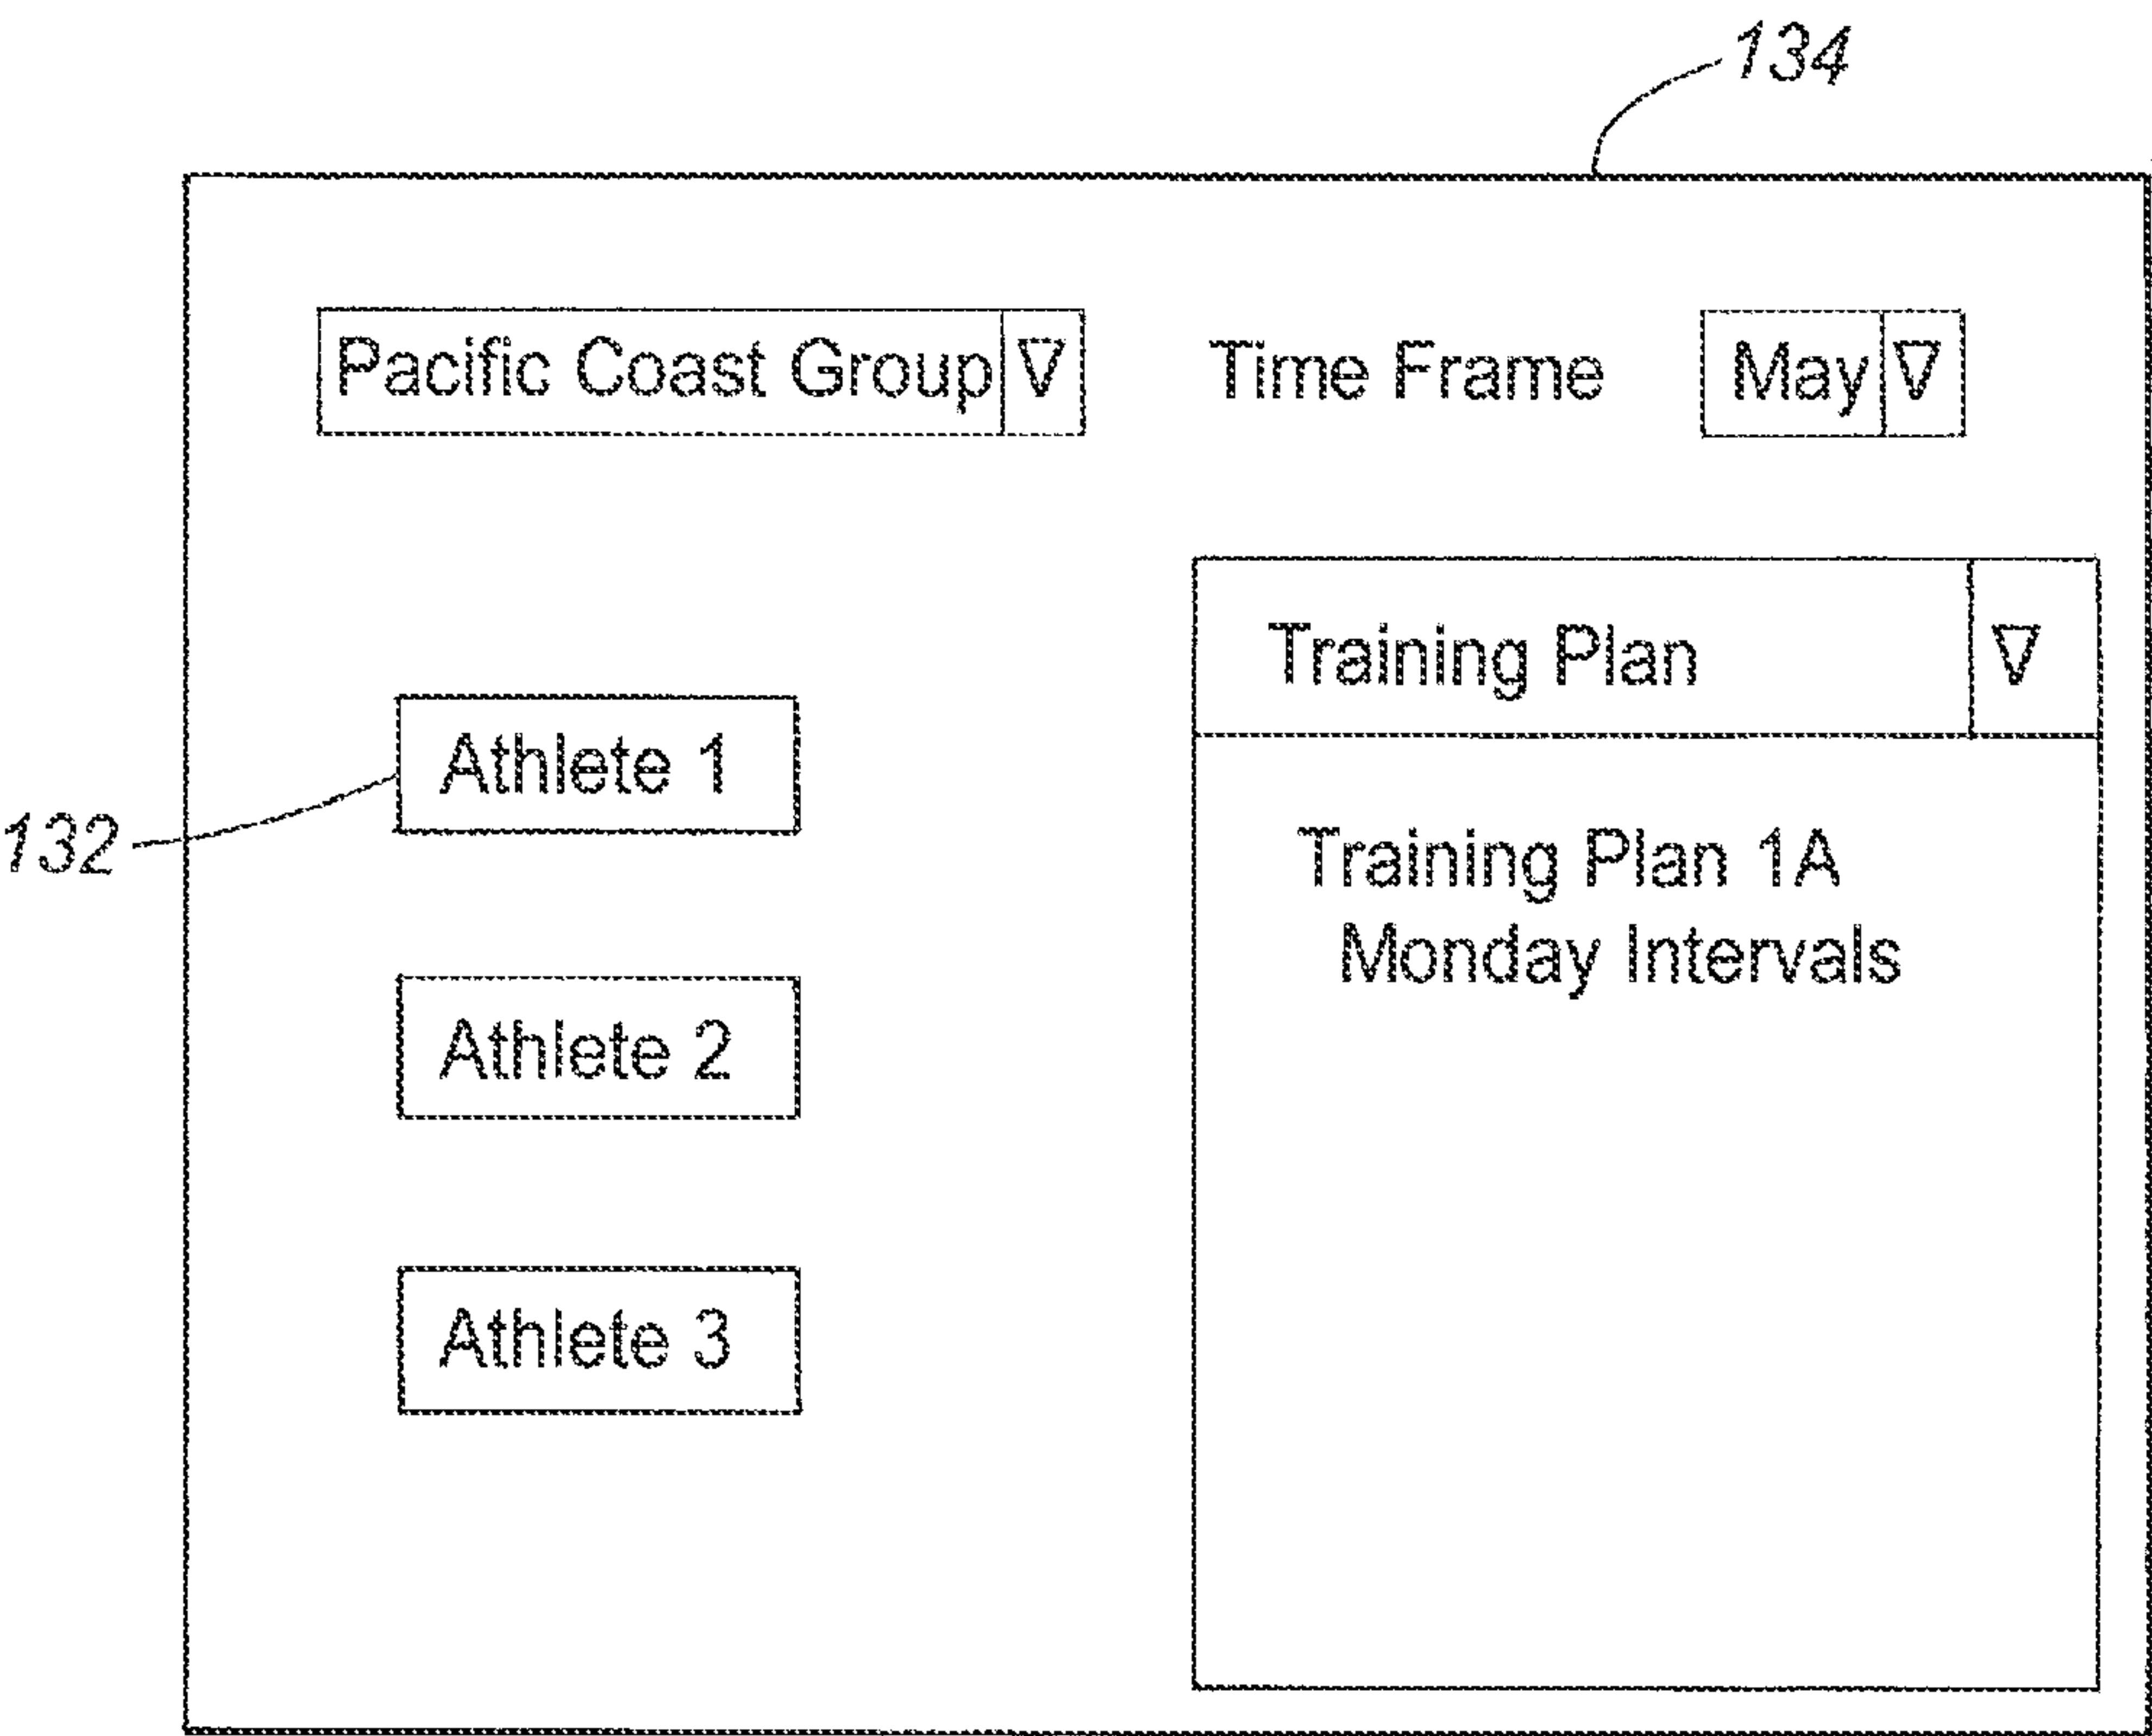 134
Pacific Coast Group
Time Frame
May
Training Plan
Athlete 1
132
Training Plan 1A
Monday Intervals
Athlete 2
Athlete 3